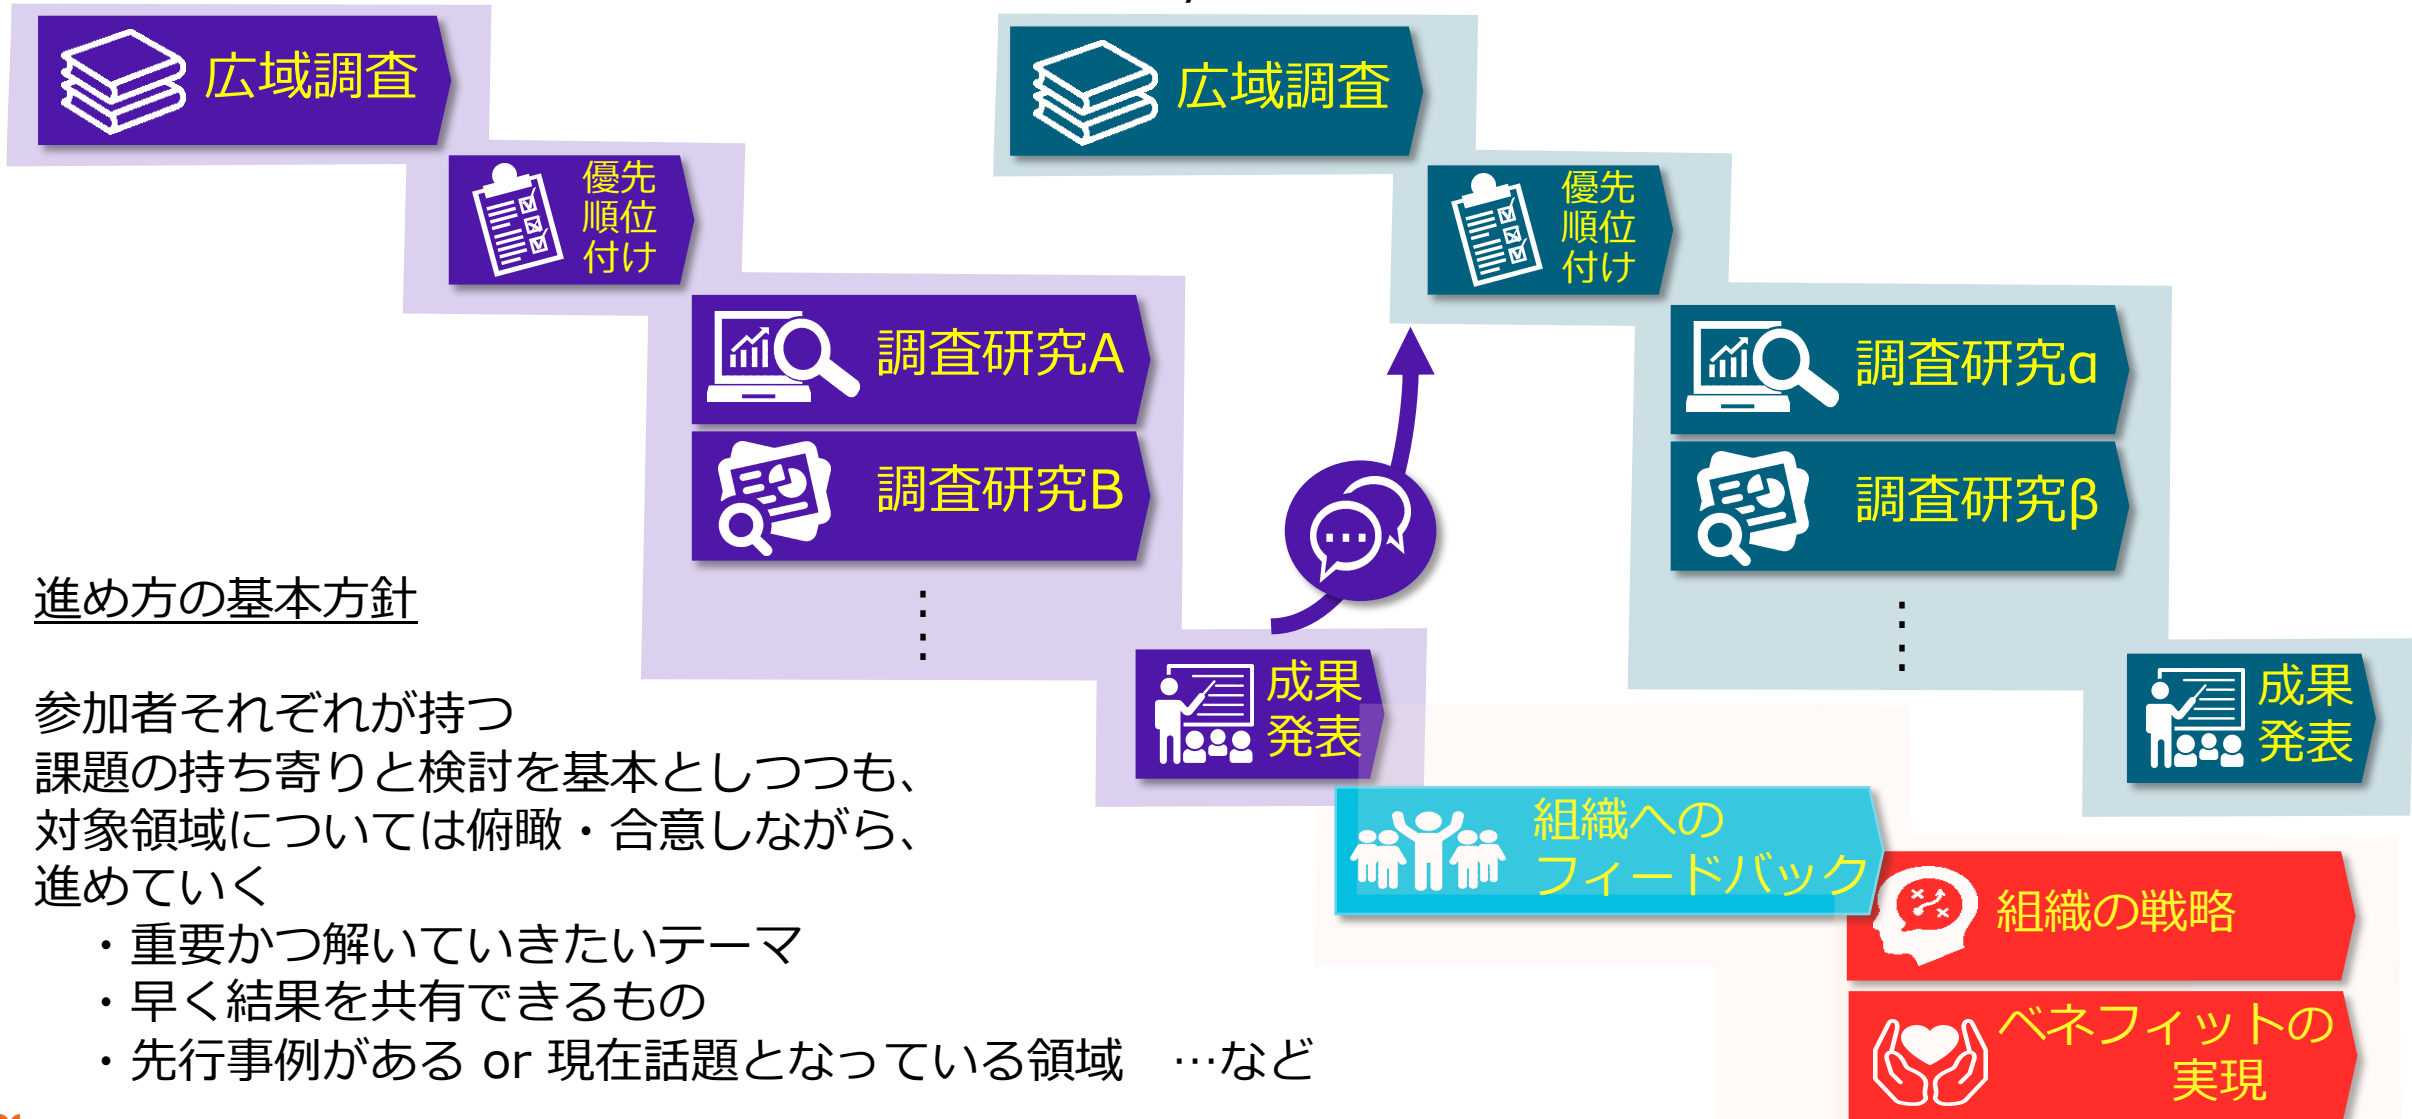 広域調査
優先
順位
付け
調査研究A
調査研究B
成果
発表
広域調査
優先
順位
付け
調査研究α
調査研究β
成果
発表
組織への
フィードバック
組織の戦略
ベネフィットの
実現
進め方の基本方針
参加者それぞれが持つ
課題の持ち寄りと検討を基本としつつも、
対象領域については俯瞰・合意しながら、
進めていく
・重要かつ解いていきたいテーマ
・早く結果を共有できるもの
・先行事例がある or 現在話題となっている領域　…など